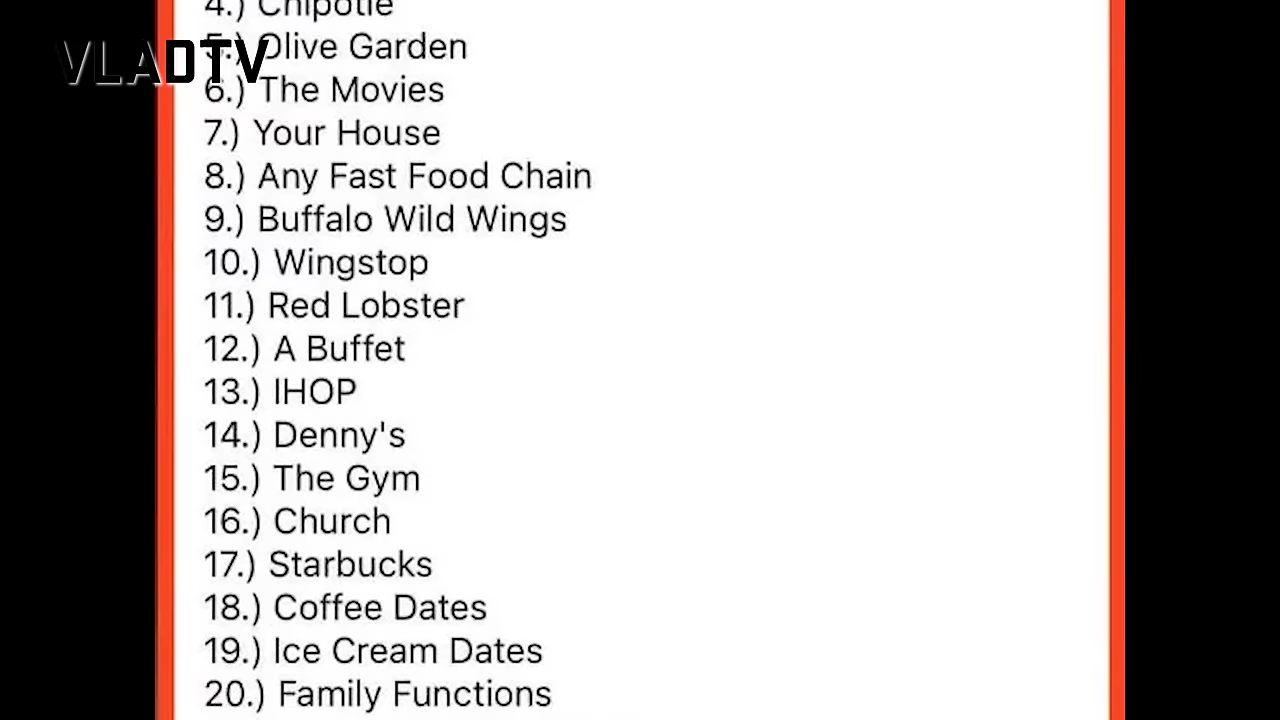 4.) Chipotle
VLADTV
5.) Olive Garden
6.) The Movies
7.) Your House
8.) Any Fast Food Chain
9.) Buffalo Wild Wings
10.) Wingstop
11.) Red Lobster
12.) A Buffet
13.) IHOP
14.) Denny's
15.) The Gym
16.) Church
17.) Starbucks
18.) Coffee Dates
19.) Ice Cream Dates
20.) Family Functions